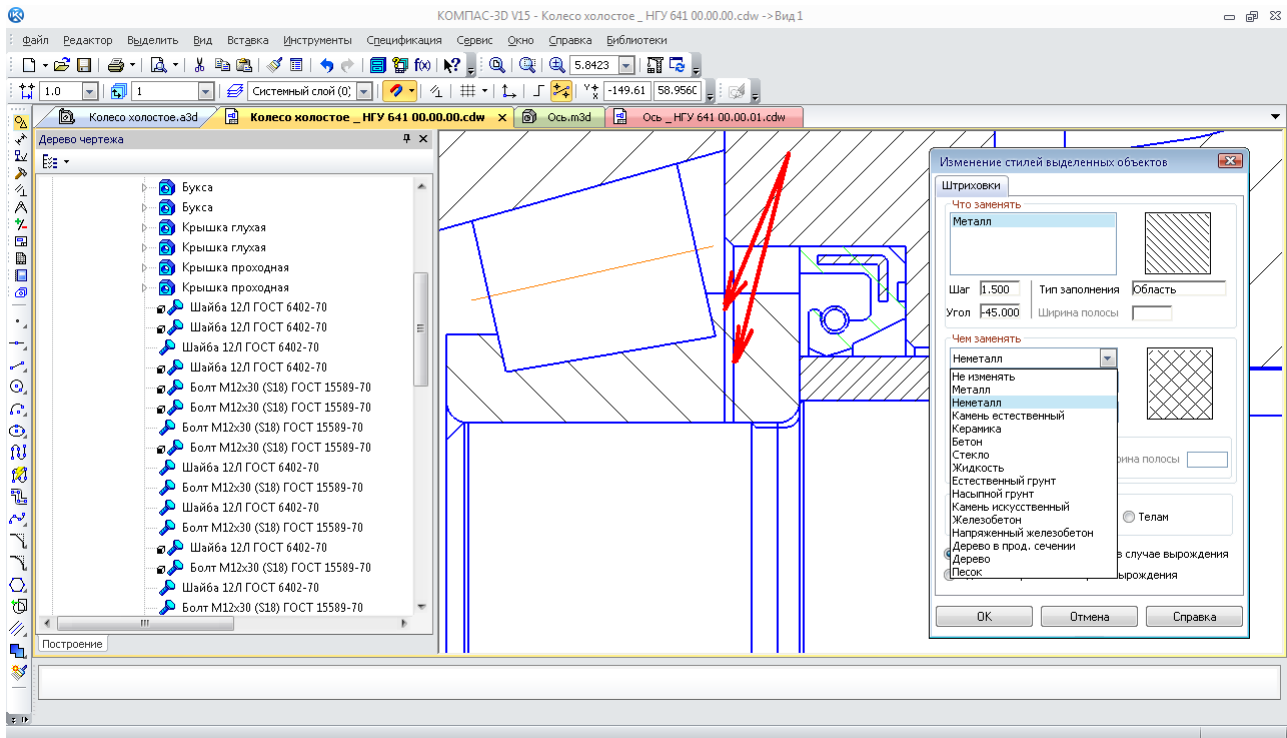 КОМПАС-3D V15 - Колесо холостое _ НГУ 641 00.00.00.cdw ->Вид 1
Файл Редактор Выделить Вид Вставка Инструменты Спецификация Сервис Окно Справка Библиотеки
f(x) 5.8423
1.0 1 Системный слой (0; -149.61 58.956
Колесо холостое.a3d Колесо холостое _ НГУ 641 00.00.00.cdw Ось.m3d Ось _ НГУ 641 00.00.01.cdw
Дерево чертежа
Букса
Букса
Крышка глухая
Крышка глухая
Крышка проходная
Крышка проходная
Шайба 12Л ГОСТ 6402-70
Шайба 12Л ГОСТ 6402-70
Шайба 12Л ГОСТ 6402-70
Шайба 12Л ГОСТ 6402-70
Болт М12х30 (S18) ГОСТ 15589-70
Болт М12х30 (S18) ГОСТ 15589-70
Болт М12х30 (S18) ГОСТ 15589-70
Болт М12х30 (S18) ГОСТ 15589-70
Шайба 12Л ГОСТ 6402-70
Болт М12х30 (S18) ГОСТ 15589-70
Шайба 12Л ГОСТ 6402-70
Болт М12х30 (S18) ГОСТ 15589-70
Шайба 12Л ГОСТ 6402-70
Болт М12х30 (S18) ГОСТ 15589-70
Шайба 12Л ГОСТ 6402-70
Болт М12х30 (S18) ГОСТ 15589-70
Построение
Изменение стилей выделенных объектов
Штриховки
Что заменять
Металл
Шаг 1.500 Тип заполнения Область
Угол -45.000 Ширина полосы
Чем заменять
Неметалл
Не изменять
Металл
Неметалл
Камень естественный
Керамика
Бетон
Стекло
Жидкость
Естественный грунт
Насыпной грунт
Камень искусственный
Железобетон
Напряженный железобетон
Дерево в прод. сечении
Дерево
Песок
рина полосы
Телам
в случае вырождения
вырождения
ОК Отмена Справка